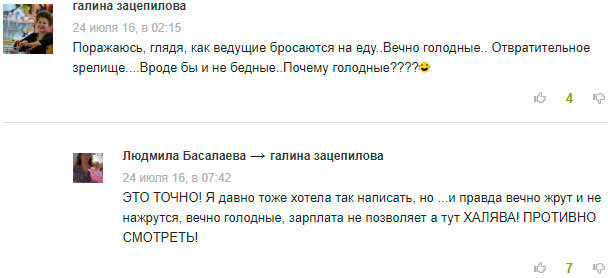 галина зацепилова
24 июля 16, в 02:15
Поражаюсь, глядя, как ведущие бросаются на еду..Вечно голодные.. Отвратительное
зрелище....Вроде бы и не бедные..Почему голодные????
4
Людмила Басалаева → галина зацепилова
24 июля 16, в 07:42
ЭТО ТОЧНО! Я давно тоже хотела так написать, но ...и правда вечно жрут и не
нажрутся, вечно голодные, зарплата не позволяет а тут ХАЛЯВА! ПРОТИВНО
СМОТРЕТЬ!
7